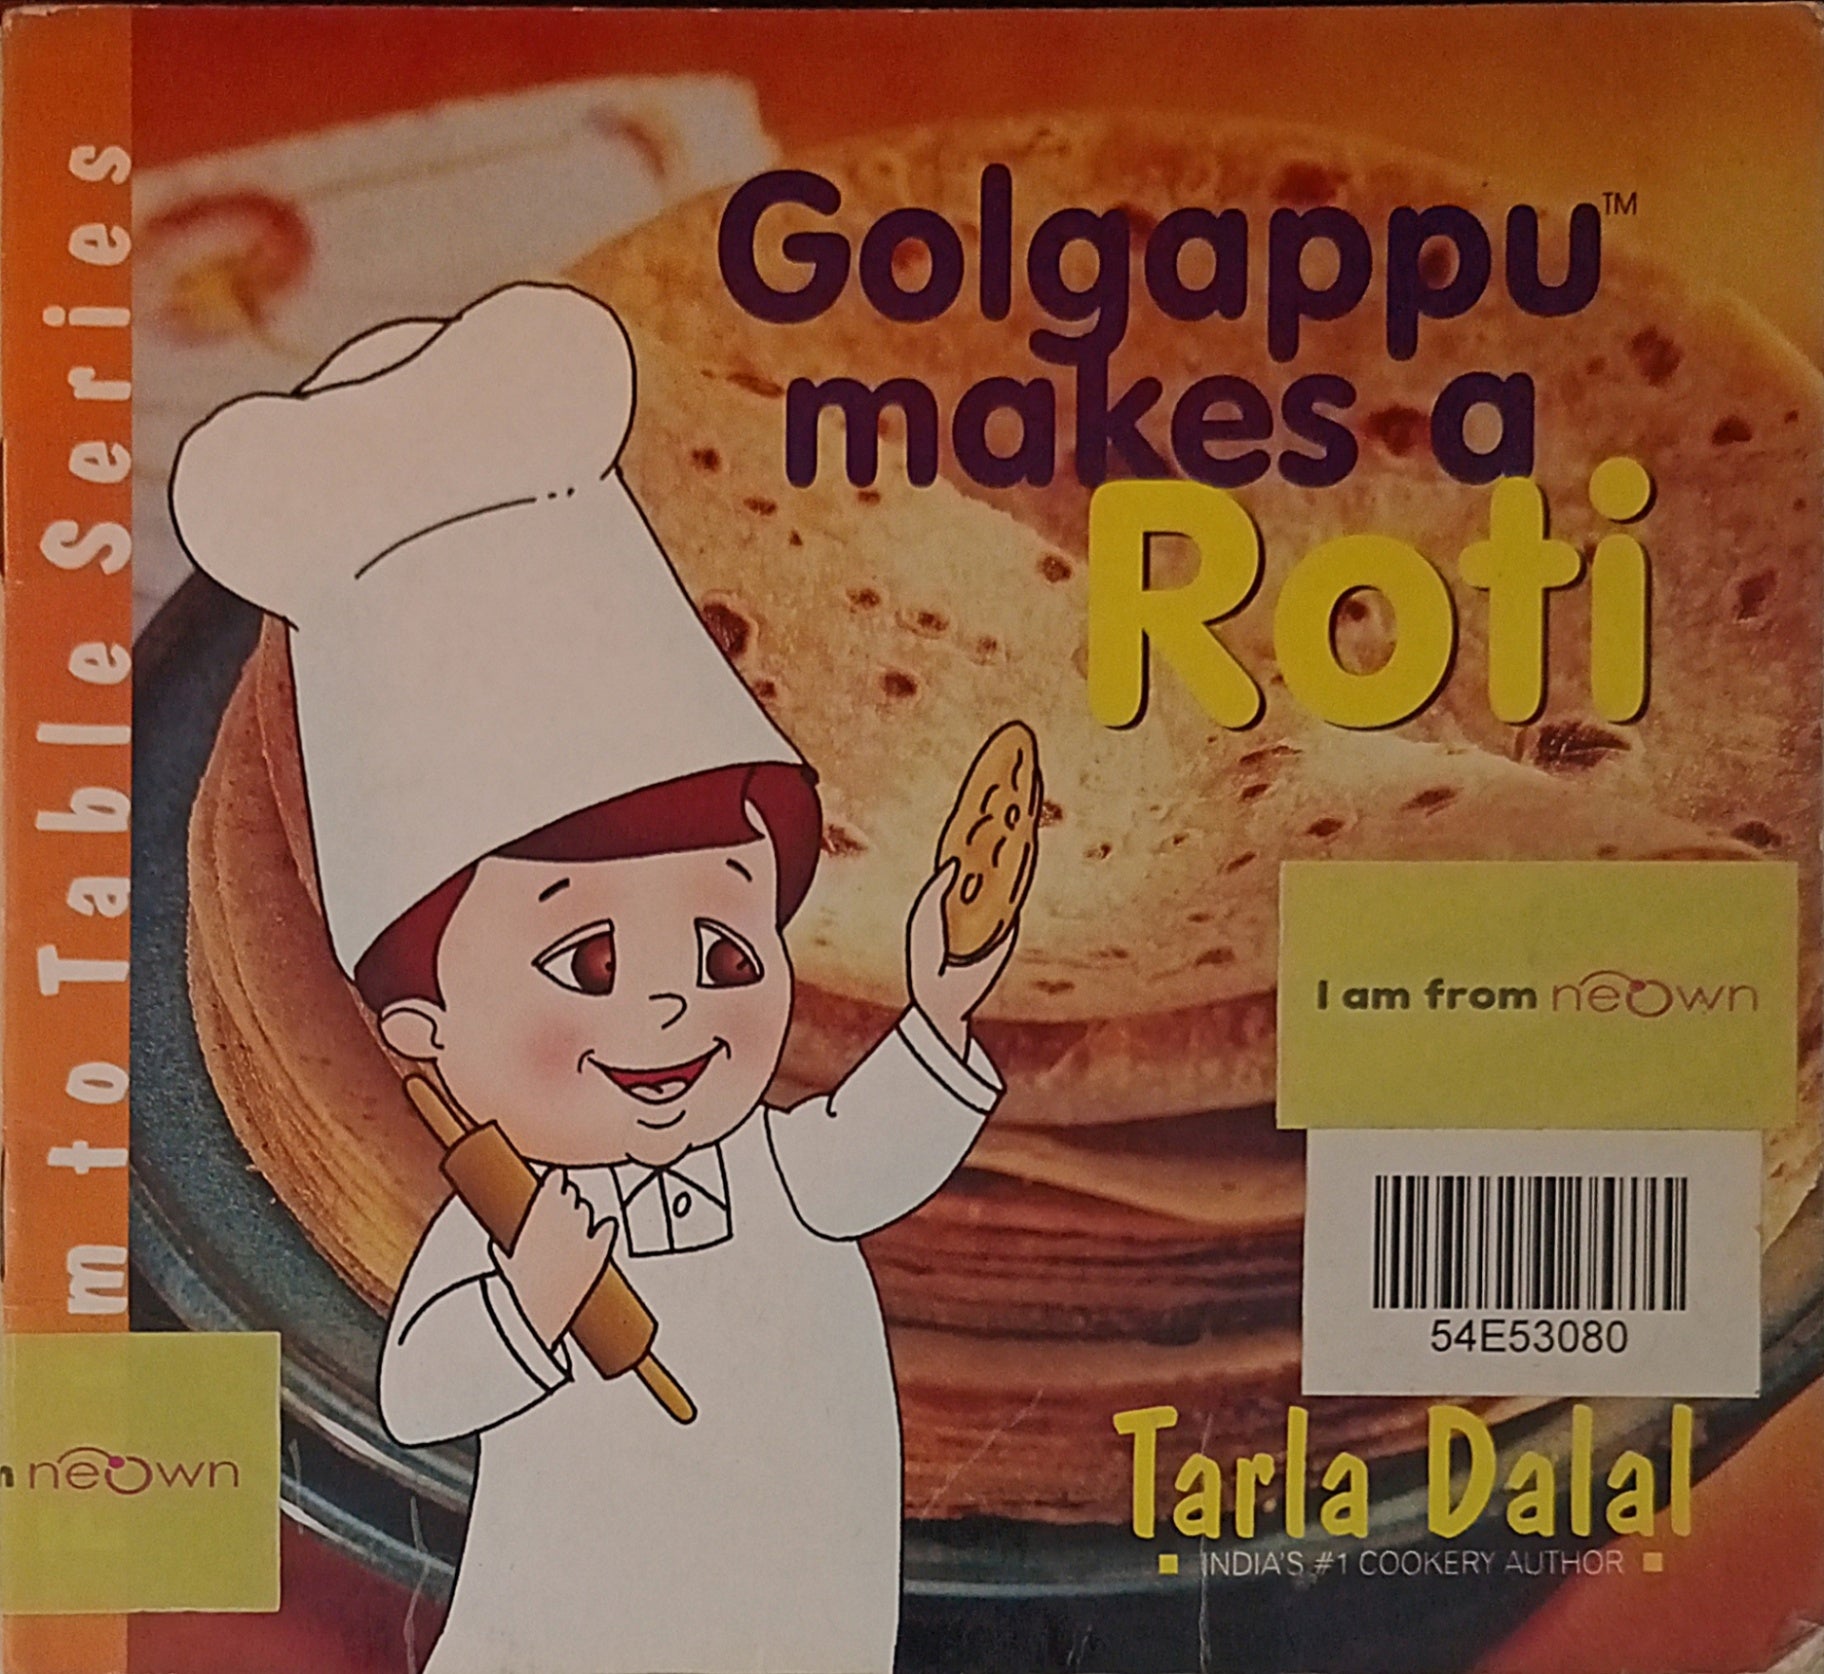 Golgappu™
makes a
Roti
m to Table Series
I am from neOwn
54E53080
neOwn
Tarla Dalal
INDIA'S #1 COOKERY AUTHOR